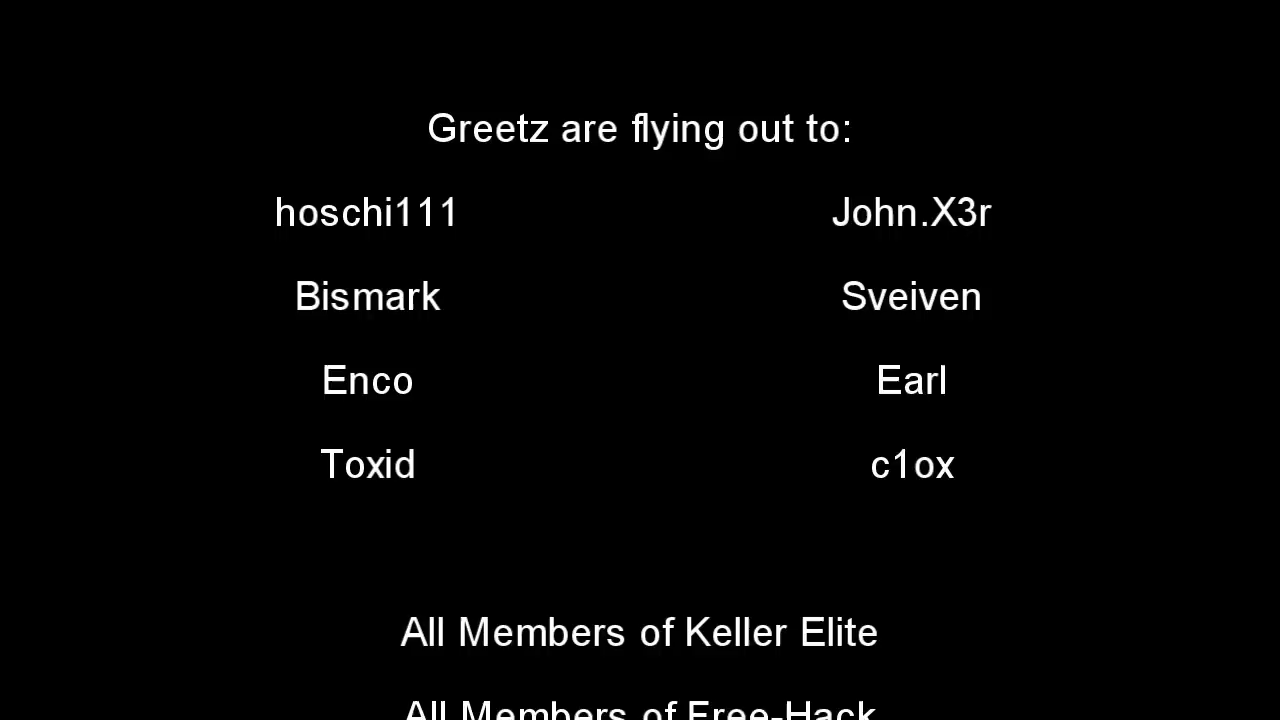 Greetz are flying out to:
hoschi111 John.X3r
Bismark Sveiven
Enco Earl
Toxid c1ox
All Members of Keller Elite
All Members of Free-Hack